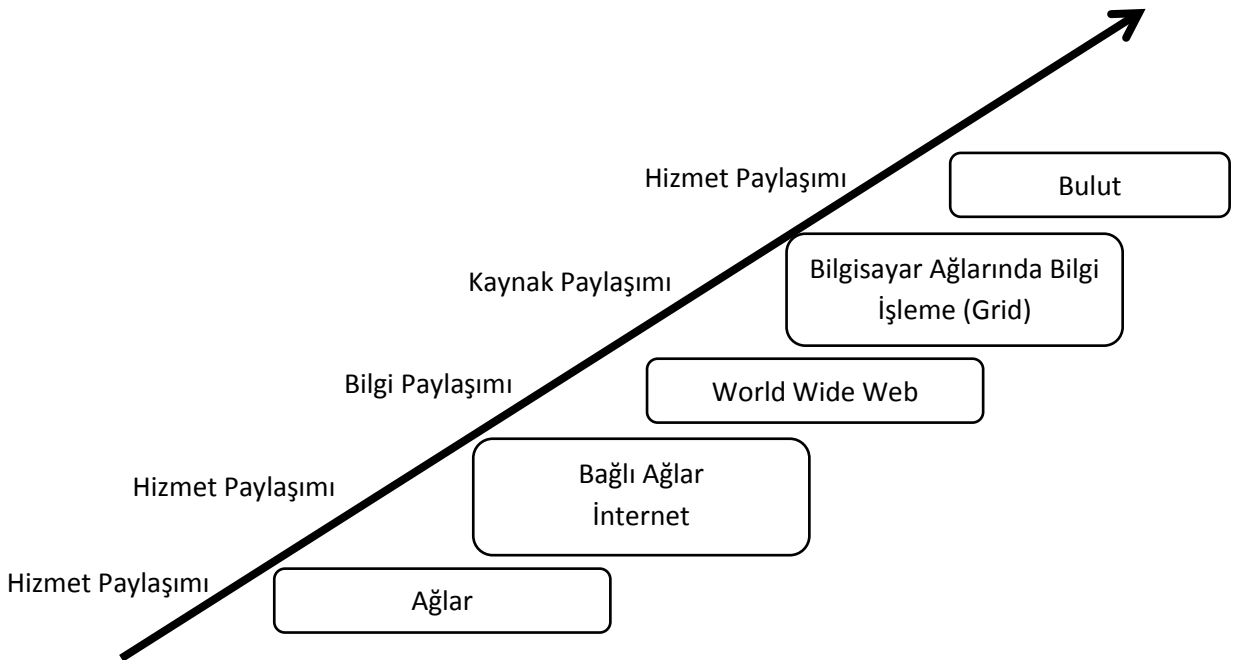 Hizmet Paylaşımı
Bulut
Kaynak Paylaşımı
Bilgisayar Ağlarında Bilgi
İşleme (Grid)
Bilgi Paylaşımı
World Wide Web
Hizmet Paylaşımı
Bağlı Ağlar
İnternet
Hizmet Paylaşımı
Ağlar